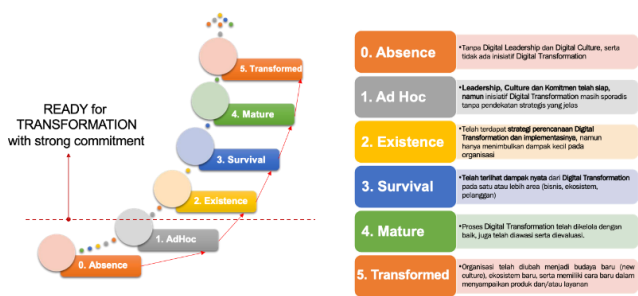 5. Transformed
4. Mature
READY for
TRANSFORMATION
with strong commitment
3. Survival
2. Existence
1. AdHoc
0. Absence
0. Absence
•Tanpa Digital Leadership dan Digital Culture, serta
tidak ada inisiatif Digital Transformation
1. Ad Hoc
•Leadership, Culture dan Komitmen telah siap,
namun inisiatif Digital Transformation masih sporadis
tanpa pendekatan strategis yang jelas
2. Existence
•Telah terdapat strategi perencanaan Digital
Transformation dan implementasinya, namun
hanya menimbulkan dampak kecil pada
organisasi
3. Survival
•Telah terlihat dampak nyata dari Digital Transformation
pada satu atau lebih area (bisnis, ekosistem,
pelanggan)
4. Mature
•Proses Digital Transformation telah dikelola dengan
baik, juga telah diawasi serta dievaluasi.
5. Transformed
•Organisasi telah diubah menjadi budaya baru (new
culture), ekosistem baru, serta memiliki cara baru dalam
menyampaikan produk dan/atau layanan